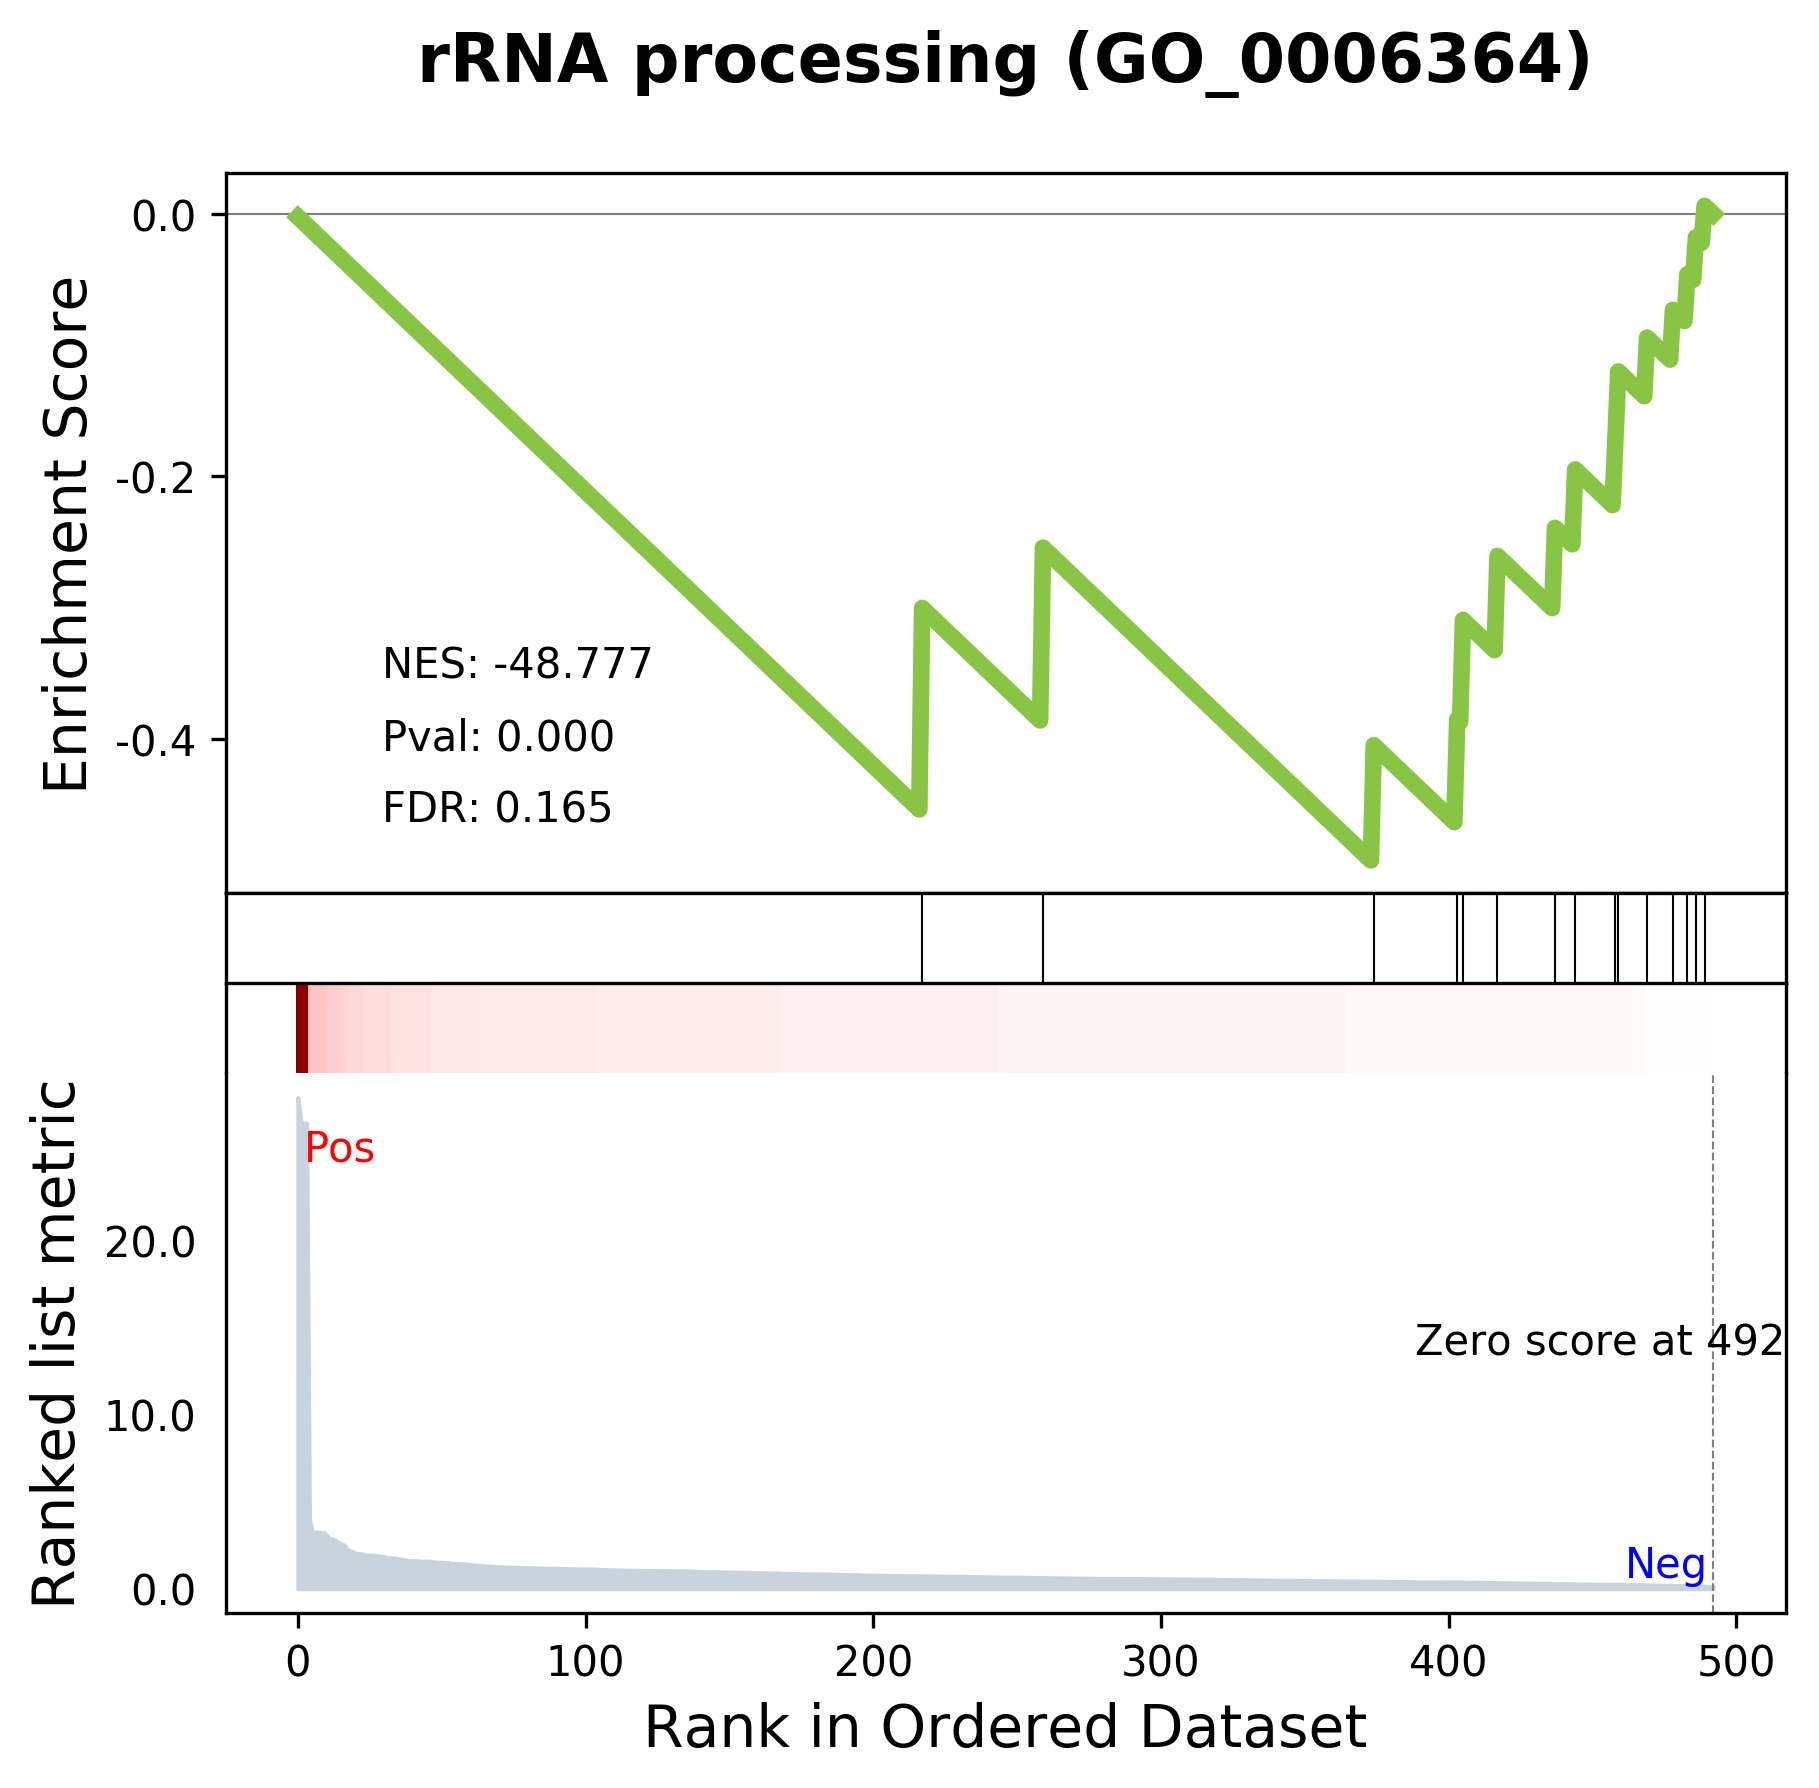 rRNA processing (GO_0006364)
Enrichment Score
0.0
-0.2
-0.4
NES: -48.777
Pval: 0.000
FDR: 0.165
Ranked list metric
20.0
10.0
0.0
Pos
Zero score at 492
Neg
0 100 200 300 400 500
Rank in Ordered Dataset